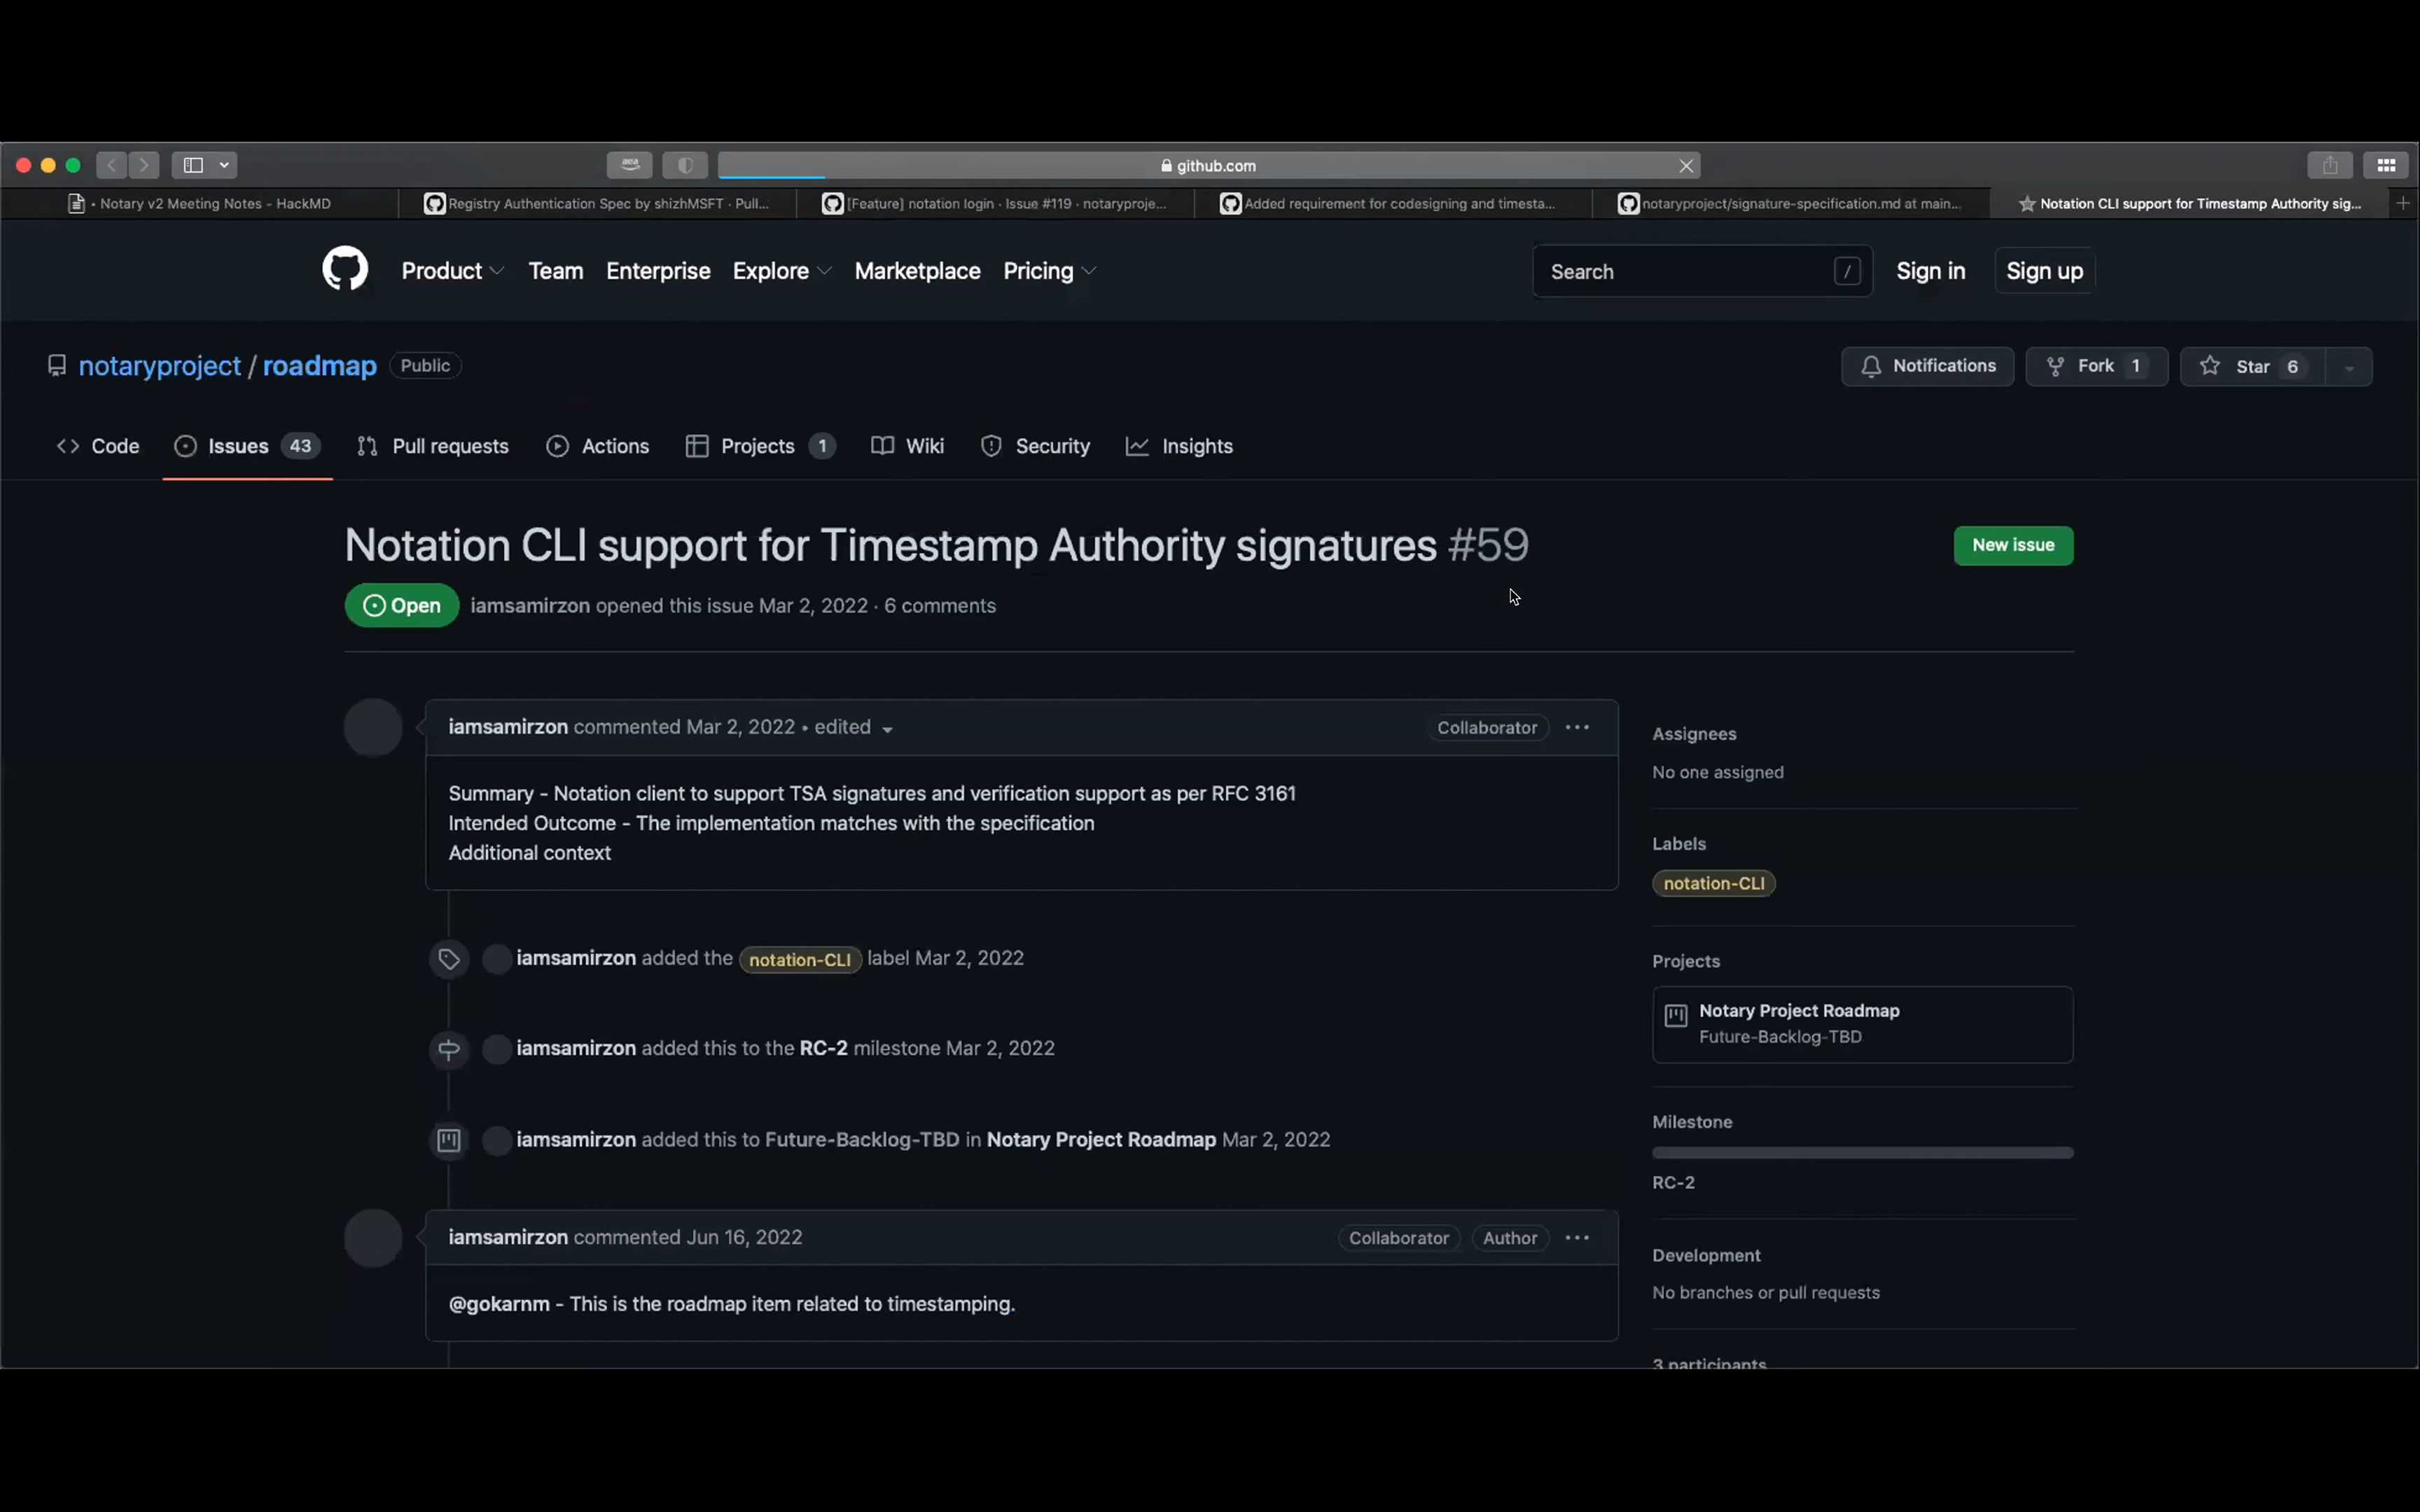 github.com
• Notary v2 Meeting Notes - HackMD
Registry Authentication Spec by shizhMSFT · Pull...
[Feature] notation login · Issue #119 · notaryproje...
Added requirement for codesigning and timesta...
notaryproject/signature-specification.md at main...
Notation CLI support for Timestamp Authority sig...
Product
Team
Enterprise
Explore
Marketplace
Pricing
Search
/
Sign in
Sign up
notaryproject / roadmap
Public
Notifications
Fork 1
Star 6
Code
Issues 43
Pull requests
Actions
Projects 1
Wiki
Security
Insights
Notation CLI support for Timestamp Authority signatures #59
New issue
Open
iamsamirzon opened this issue Mar 2, 2022 · 6 comments
iamsamirzon commented Mar 2, 2022 • edited
Collaborator
Summary - Notation client to support TSA signatures and verification support as per RFC 3161
Intended Outcome - The implementation matches with the specification
Additional context
iamsamirzon added the notation-CLI label Mar 2, 2022
iamsamirzon added this to the RC-2 milestone Mar 2, 2022
iamsamirzon added this to Future-Backlog-TBD in Notary Project Roadmap Mar 2, 2022
iamsamirzon commented Jun 16, 2022
Collaborator
Author
@gokarnm - This is the roadmap item related to timestamping.
Assignees
No one assigned
Labels
notation-CLI
Projects
Notary Project Roadmap
Future-Backlog-TBD
Milestone
RC-2
Development
No branches or pull requests
3 participants